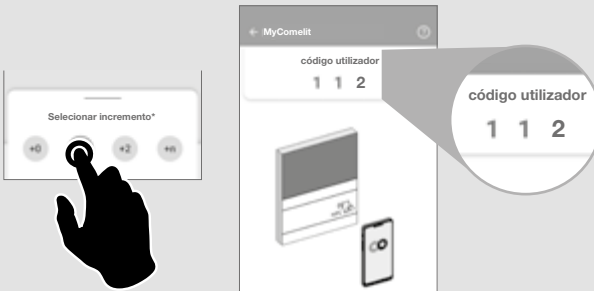 Selecionar incremento*
+0 +2 +n
MyComelit
código utilizador
1 1 2
código utilizador
1 1 2